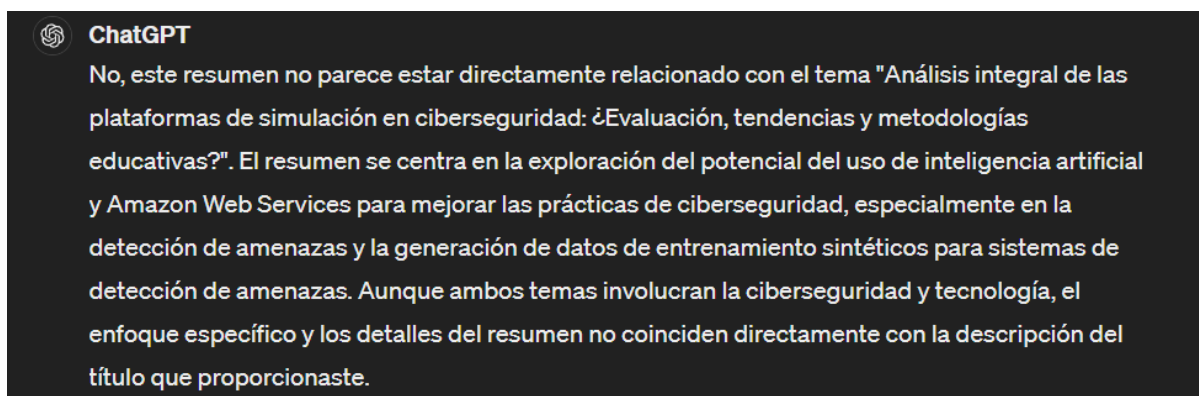 ChatGPT
No, este resumen no parece estar directamente relacionado con el tema "Análisis integral de las
plataformas de simulación en ciberseguridad: ¿Evaluación, tendencias y metodologías
educativas?". El resumen se centra en la exploración del potencial del uso de inteligencia artificial
y Amazon Web Services para mejorar las prácticas de ciberseguridad, especialmente en la
detección de amenazas y la generación de datos de entrenamiento sintéticos para sistemas de
detección de amenazas. Aunque ambos temas involucran la ciberseguridad y tecnología, el
enfoque específico y los detalles del resumen no coinciden directamente con la descripción del
título que proporcionaste.